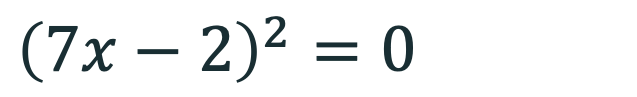 (7x − 2)² = 0